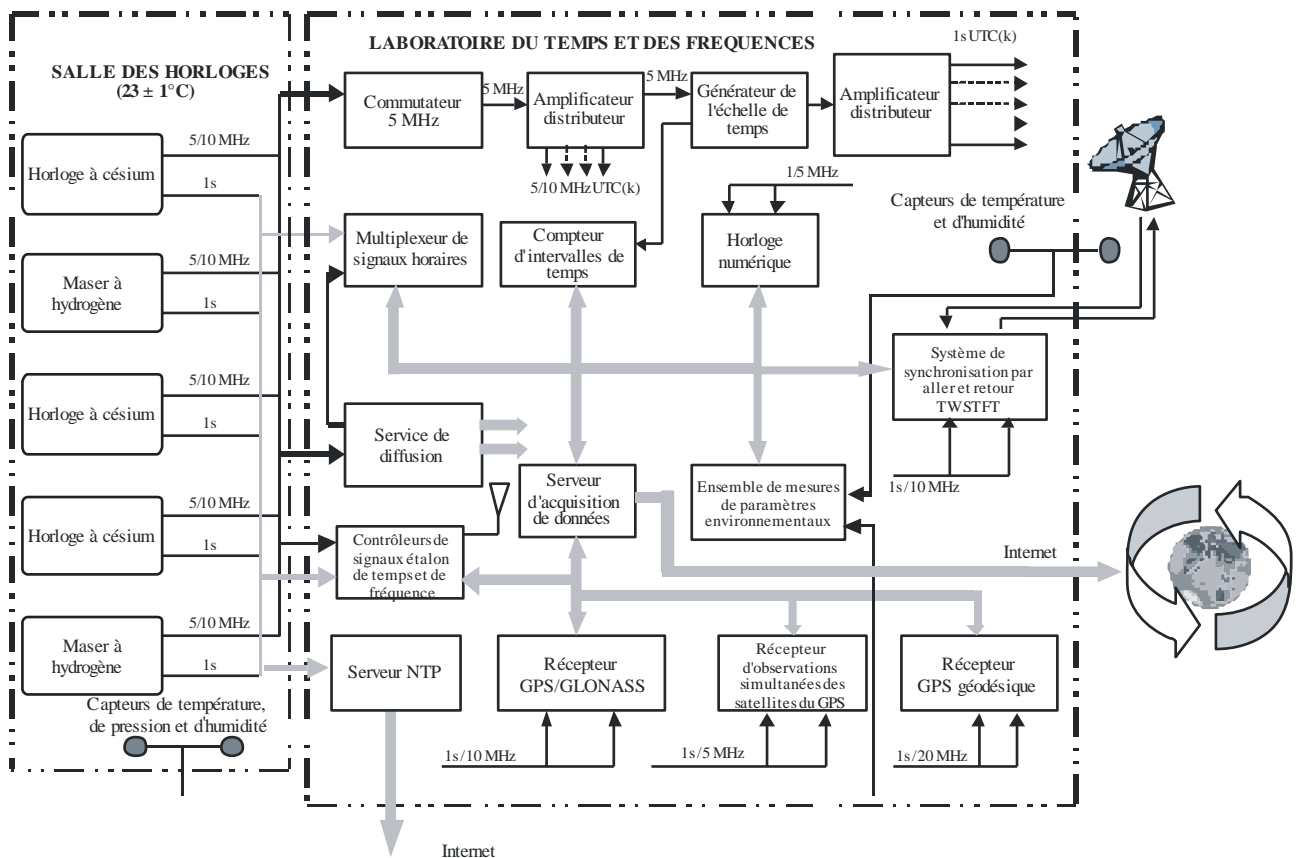 LABORATOIRE DU TEMPS ET DES FREQUENCES
1s UTC(k)
SALLE DES HORLOGES
(23 ± 1°C)
Commutateur
5 MHz
5 MHz
Amplificateur
distributeur
5 MHz
Générateur de
l'échelle de
temps
Amplificateur
distributeur
5/10 MHz UTC(k)
Horloge à césium
5/10 MHz
1s
Maser à
hydrogène
5/10 MHz
1s
Horloge à césium
5/10 MHz
1s
Horloge à césium
5/10 MHz
1s
Maser à
hydrogène
5/10 MHz
1s
Capteurs de température,
de pression et d'humidité
Multiplexeur de
signaux horaires
Compteur
d'intervalles de
temps
1/5 MHz
Horloge
numérique
Capteurs de température
et d'humidité
Système de
synchronisation par
aller et retour
TWSTFT
1s/10 MHz
Service de
diffusion
Serveur
d'acquisition
de données
Ensemble de mesures
de paramètres
environnementaux
Contrôleurs de
signaux étalon
de temps et de
fréquence
Internet
Serveur NTP
Récepteur
GPS/GLONASS
Récepteur
d'observations
simultanées des
satellites du GPS
Récepteur
GPS géodésique
1s/10 MHz
1s/5 MHz
1s/20 MHz
Internet